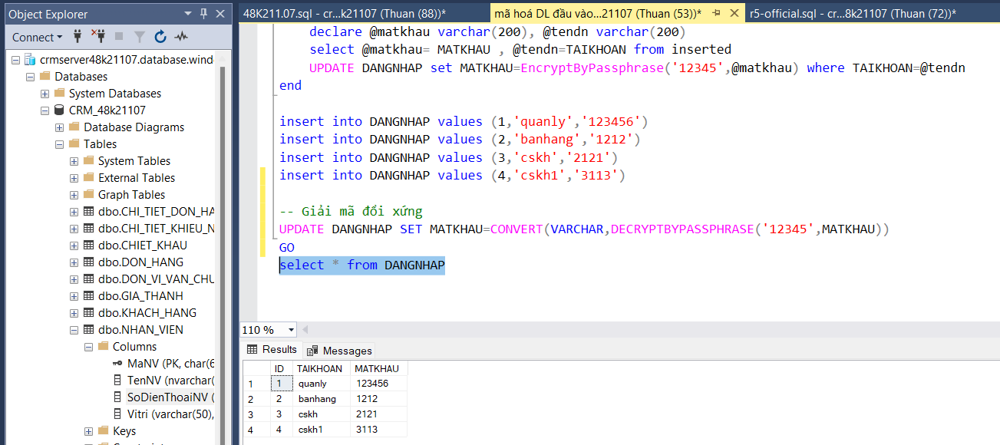 Object Explorer
Connect
crmserver48k21107.database.wind
Databases
System Databases
CRM_48k21107
Database Diagrams
Tables
System Tables
External Tables
Graph Tables
dbo.CHI_TIET_DON_HA
dbo.CHI_TIET_KHIEU_N
dbo.CHIET_KHAU
dbo.DON_HANG
dbo.DON_VI_VAN_CHU
dbo.GIA_THANH
dbo.KHACH_HANG
dbo.NHAN_VIEN
Columns
MaNV (PK, char(6
TenNV (nvarchar(
SoDienThoaiNV (
Vitri (varchar(50),
Keys
48K211.07.sql - cr...k21107 (Thuan (88))*
mã hoá DL đầu vào...21107 (Thuan (53))*
r5-official.sql - cr...8k21107 (Thuan (72))*
declare @matkhau varchar(200), @tendn varchar(200)
select @matkhau= MATKHAU , @tendn=TAIKHOAN from inserted
UPDATE DANGNHAP set MATKHAU=EncryptByPassphrase('12345',@matkhau) where TAIKHOAN=@tendn
end
insert into DANGNHAP values (1,'quanly','123456')
insert into DANGNHAP values (2,'banhang','1212')
insert into DANGNHAP values (3,'cskh','2121')
insert into DANGNHAP values (4,'cskh1','3113')
-- Giải mã đối xứng
UPDATE DANGNHAP SET MATKHAU=CONVERT(VARCHAR,DECRYPTBYPASSPHRASE('12345',MATKHAU))
GO
select * from DANGNHAP
110 %
Results Messages
ID TAIKHOAN MATKHAU
1 1 quanly 123456
2 2 banhang 1212
3 3 cskh 2121
4 4 cskh1 3113